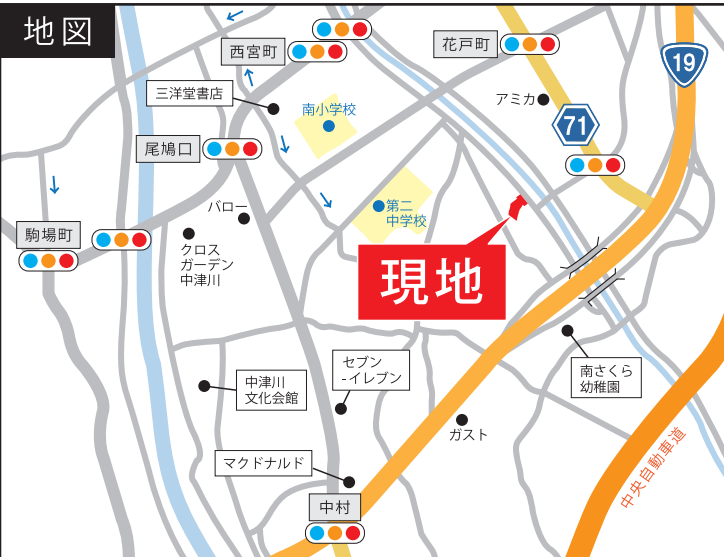 地図
西宮町
花戸町
19
三洋堂書店
南小学校
アミカ
71
尾鳩口
バロー
第二
中学校
駒場町
クロス
ガーデン
中津川
現地
セブン
-イレブン
南さくら
幼稚園
中津川
文化会館
ガスト
中央自動車道
マクドナルド
中村